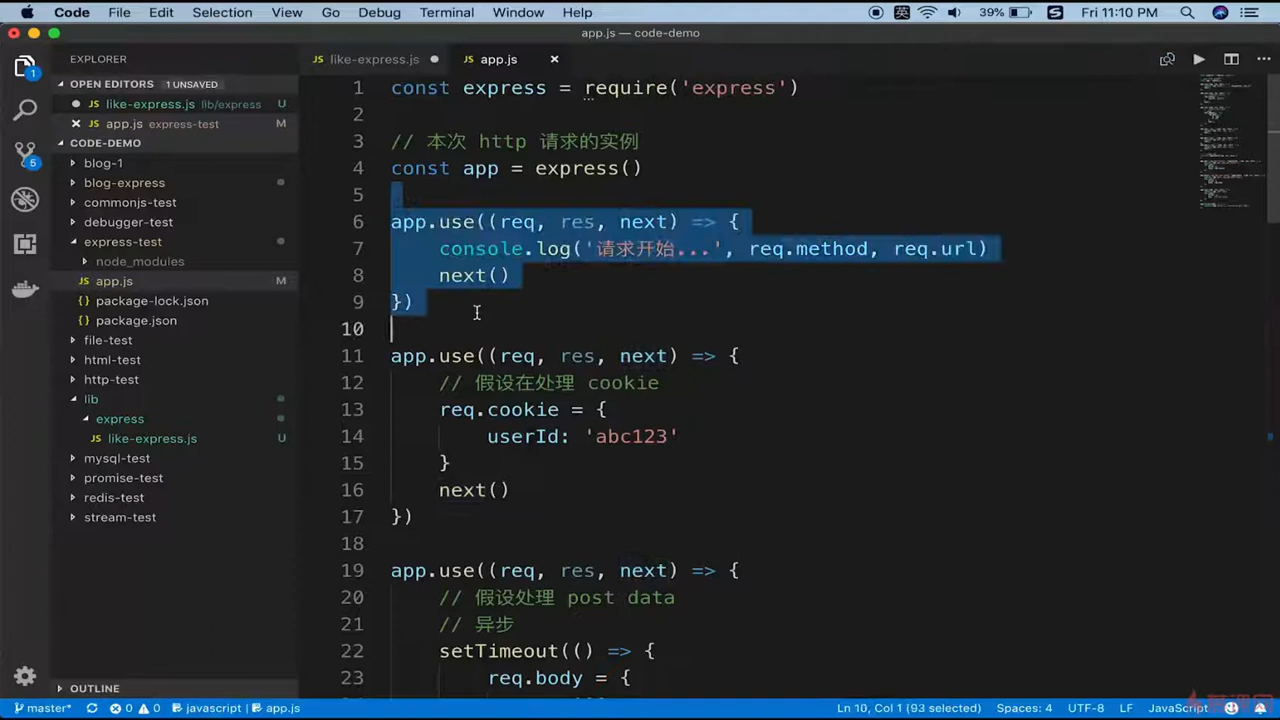 Code File Edit Selection View Go Debug Terminal Window Help 英 39% S Fri 11:10 PM
app.js — code-demo
EXPLORER
JS like-express.js
JS app.js
OPEN EDITORS 1 UNSAVED
JS like-express.js lib/express U
JS app.js express-test M
CODE-DEMO
blog-1
blog-express
commonjs-test
debugger-test
express-test
node_modules
JS app.js M
package-lock.json
package.json
file-test
html-test
http-test
lib
express
JS like-express.js U
mysql-test
promise-test
redis-test
stream-test
OUTLINE
1
5
1 const express = require('express')
2
3 // 本次 http 请求的实例
4 const app = express()
5
6 app.use((req, res, next) => {
7 console.log('请求开始...', req.method, req.url)
8 next()
9 })
10
11 app.use((req, res, next) => {
12 // 假设在处理 cookie
13 req.cookie = {
14 userId: 'abc123'
15 }
16 next()
17 })
18
19 app.use((req, res, next) => {
20 // 假设处理 post data
21 // 异步
22 setTimeout(() => {
23 req.body = {
master* 0 0 javascript app.js Ln 10, Col 1 (93 selected) Spaces: 4 UTF-8 LF JavaScript